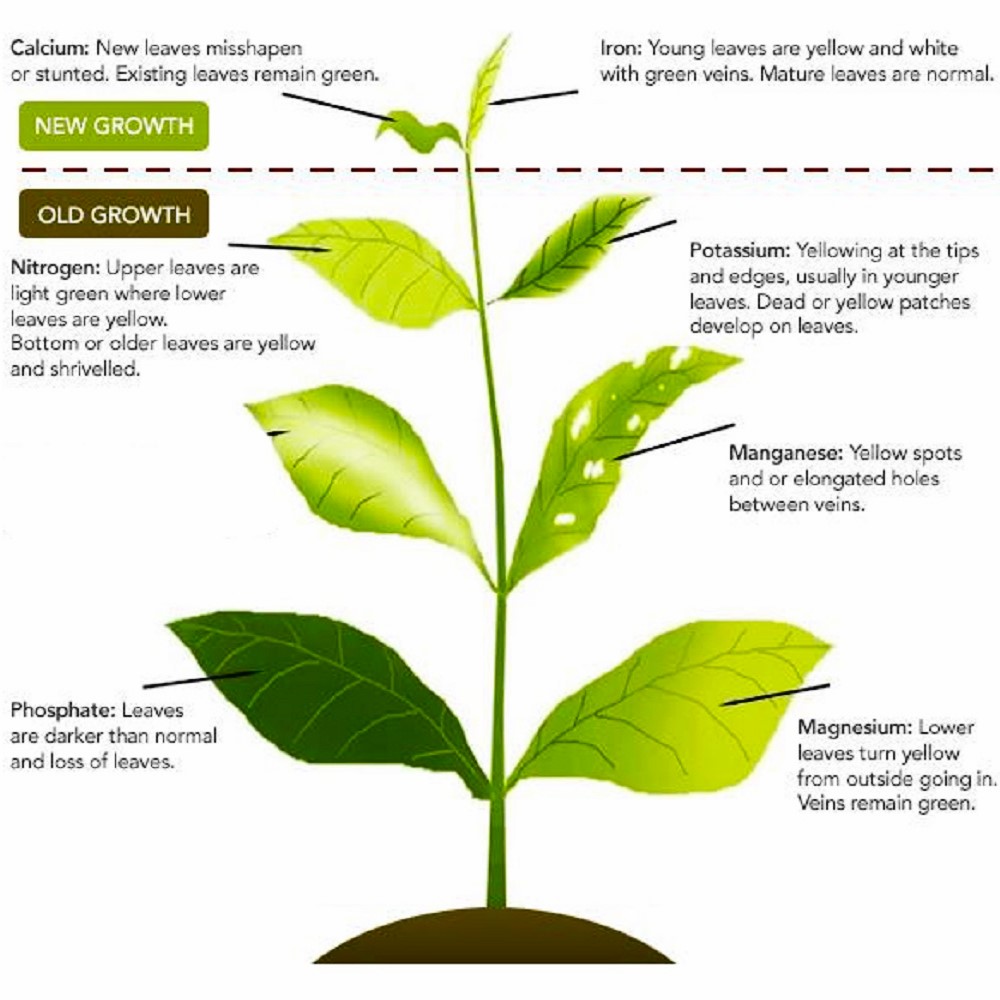 Calcium: New leaves misshapen
or stunted. Existing leaves remain green.
Iron: Young leaves are yellow and white
with green veins. Mature leaves are normal.
NEW GROWTH
OLD GROWTH
Nitrogen: Upper leaves are
light green where lower
leaves are yellow.
Bottom or older leaves are yellow
and shrivelled.
Potassium: Yellowing at the tips
and edges, usually in younger
leaves. Dead or yellow patches
develop on leaves.
Manganese: Yellow spots
and or elongated holes
between veins.
Phosphate: Leaves
are darker than normal
and loss of leaves.
Magnesium: Lower
leaves turn yellow
from outside going in.
Veins remain green.